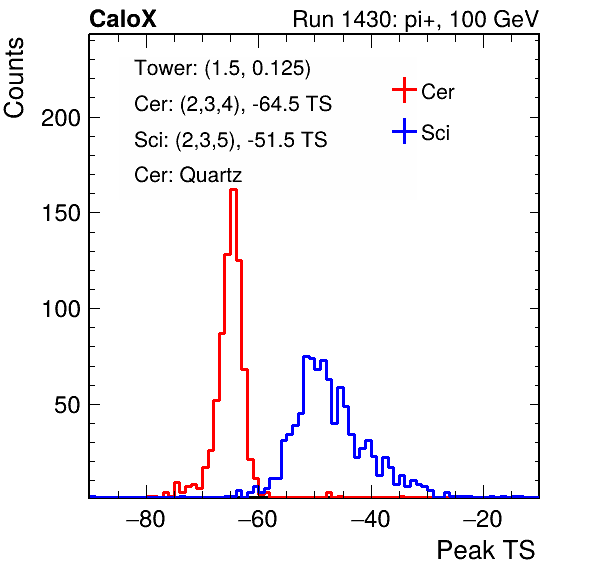 CaloX Run 1430: pi+, 100 GeV
Counts
Tower: (1.5, 0.125)
Cer: (2,3,4), -64.5 TS
Sci: (2,3,5), -51.5 TS
Cer: Quartz
Cer
Sci
200
150
100
50
−80 −60 −40 −20
Peak TS